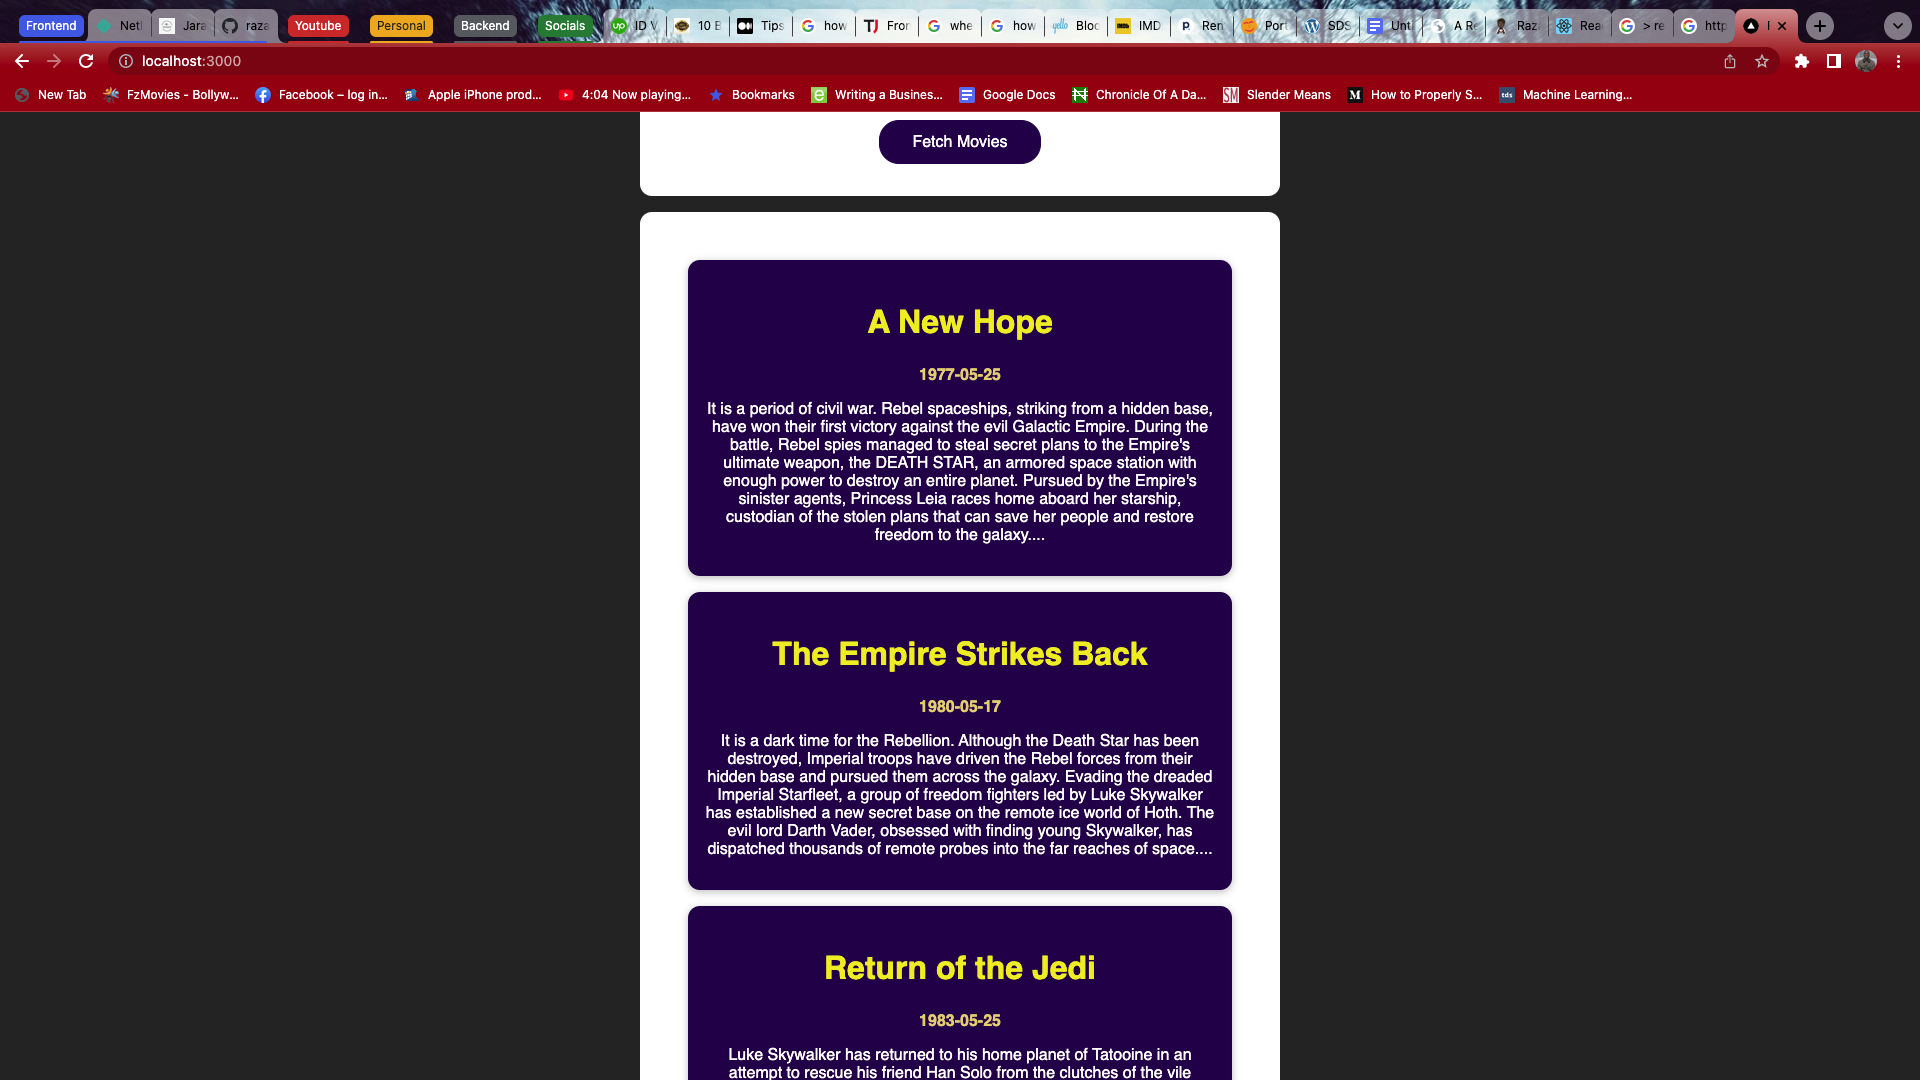 Frontend Net Jara raza Youtube Personal Backend Socials ID V 10 B Tips how Fror whe how Bloc IMD Ren Port SDS Unt A Re Raz Rea > re http
localhost:3000
New Tab FzMovies - Bollyw... Facebook – log in... Apple iPhone prod... 4:04 Now playing... Bookmarks Writing a Busines... Google Docs Chronicle Of A Da... SM Slender Means How to Properly S... tds Machine Learning...
Fetch Movies
A New Hope
1977-05-25
It is a period of civil war. Rebel spaceships, striking from a hidden base,
have won their first victory against the evil Galactic Empire. During the
battle, Rebel spies managed to steal secret plans to the Empire's
ultimate weapon, the DEATH STAR, an armored space station with
enough power to destroy an entire planet. Pursued by the Empire's
sinister agents, Princess Leia races home aboard her starship,
custodian of the stolen plans that can save her people and restore
freedom to the galaxy....
The Empire Strikes Back
1980-05-17
It is a dark time for the Rebellion. Although the Death Star has been
destroyed, Imperial troops have driven the Rebel forces from their
hidden base and pursued them across the galaxy. Evading the dreaded
Imperial Starfleet, a group of freedom fighters led by Luke Skywalker
has established a new secret base on the remote ice world of Hoth. The
evil lord Darth Vader, obsessed with finding young Skywalker, has
dispatched thousands of remote probes into the far reaches of space....
Return of the Jedi
1983-05-25
Luke Skywalker has returned to his home planet of Tatooine in an
attempt to rescue his friend Han Solo from the clutches of the vile